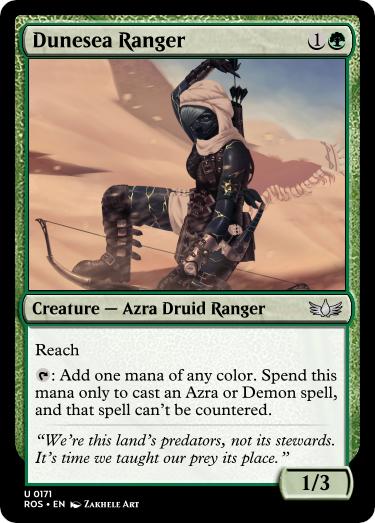 Dunesea Ranger 1
Creature — Azra Druid Ranger
Reach
: Add one mana of any color. Spend this
mana only to cast an Azra or Demon spell,
and that spell can't be countered.
“We're this land's predators, not its stewards.
It's time we taught our prey its place.”
1/3
U 0171
ROS • EN Zakhele Art